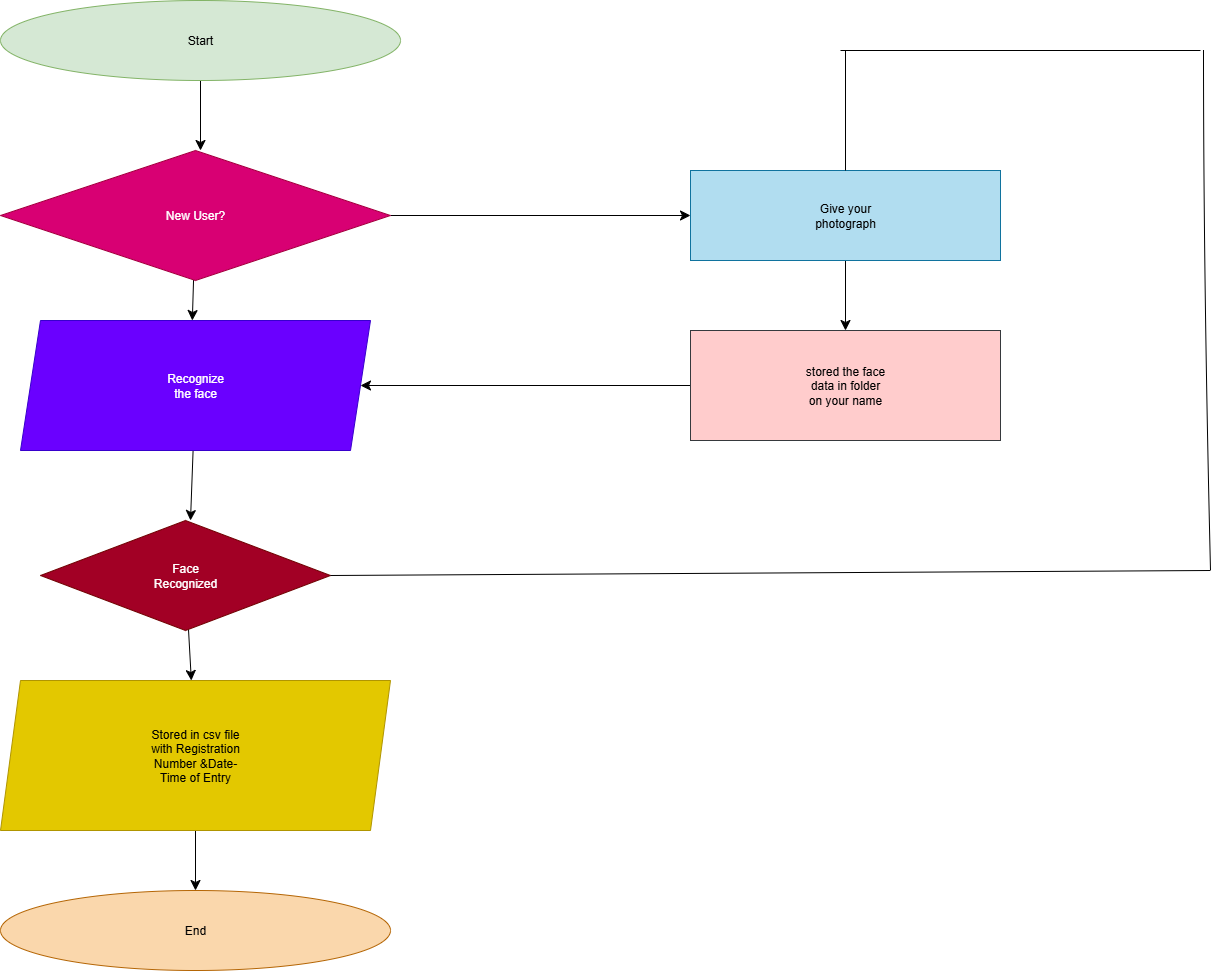 Start
New User?
Give your
photograph
Recognize
the face
stored the face
data in folder
on your name
Face
Recognized
Stored in csv file
with Registration
Number &Date-
Time of Entry
End